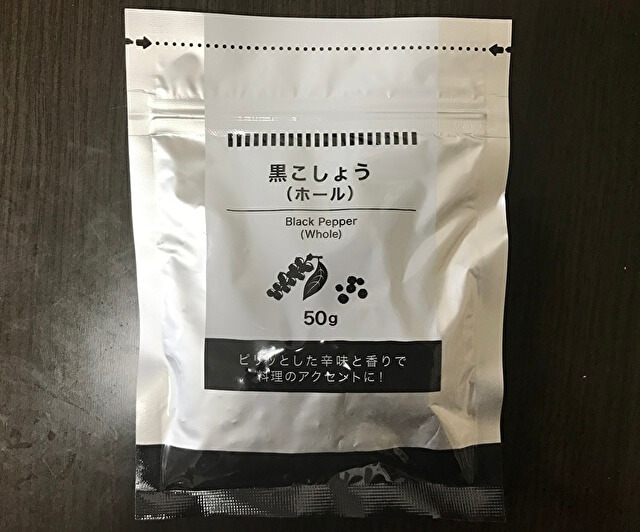 黒こしょう
（ホール）
Black Pepper
(Whole)
50g
ピリッとした辛味と香りで
料理のアクセントに！